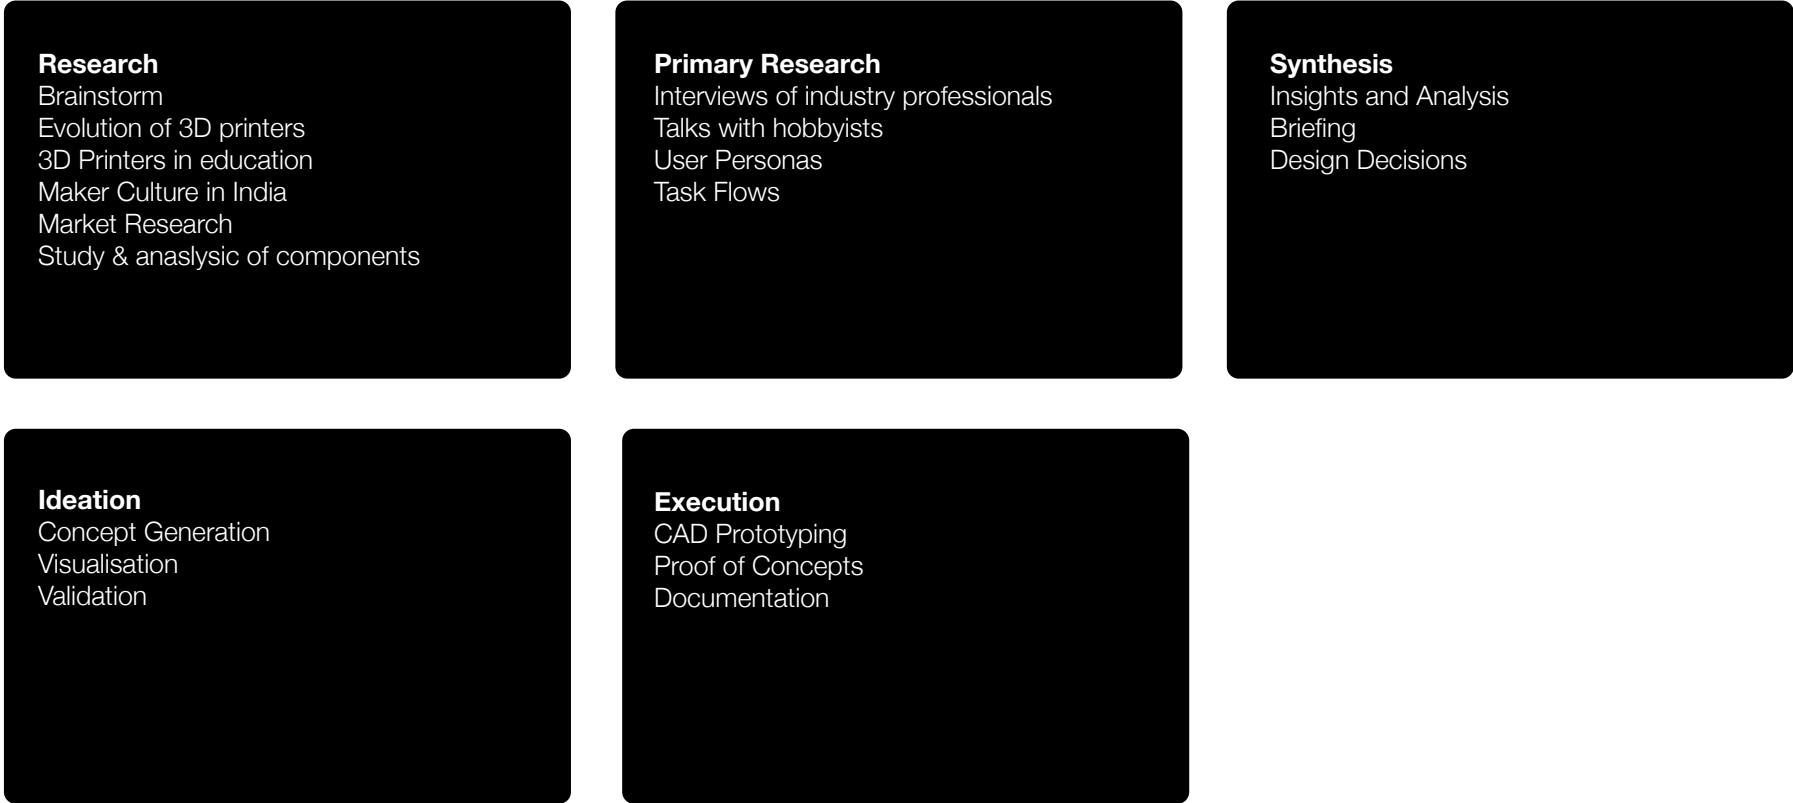 Research
Brainstorm
Evolution of 3D printers
3D Printers in education
Maker Culture in India
Market Research
Study & anaslysic of components
Primary Research
Interviews of industry professionals
Talks with hobbyists
User Personas
Task Flows
Synthesis
Insights and Analysis
Briefing
Design Decisions
Ideation
Concept Generation
Visualisation
Validation
Execution
CAD Prototyping
Proof of Concepts
Documentation